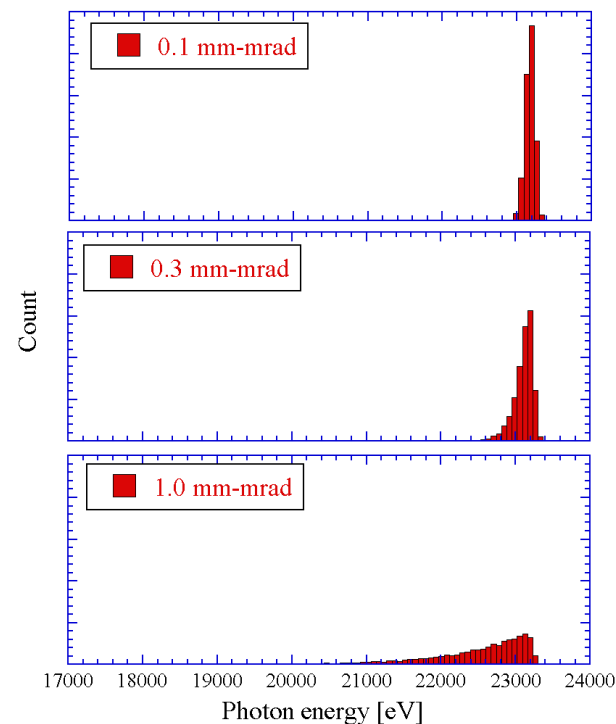 0.1 mm-mrad
0.3 mm-mrad
Count
1.0 mm-mrad
17000 18000 19000 20000 21000 22000 23000 24000
Photon energy [eV]